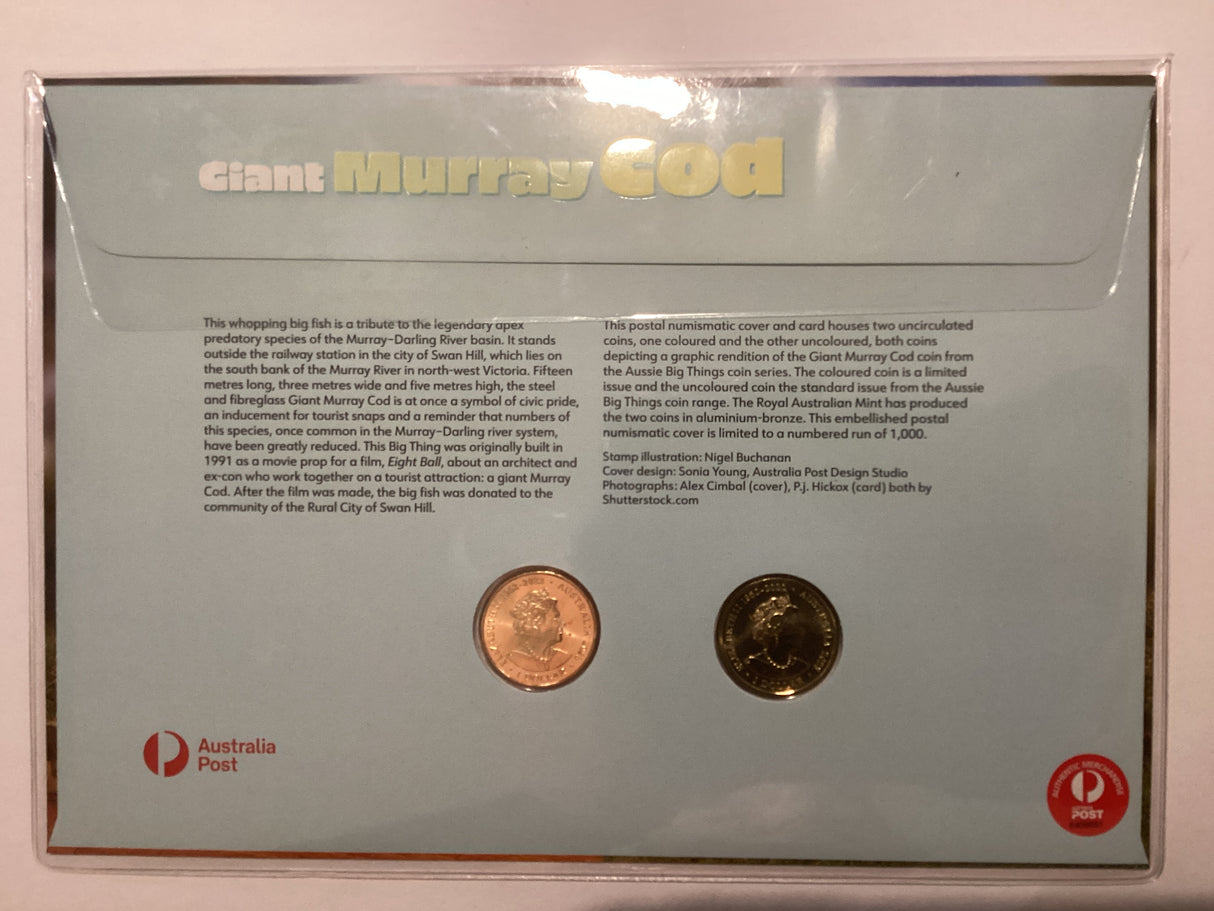 Giant Murray Cod
This whopping big fish is a tribute to the legendary apex
predatory species of the Murray–Darling River basin. It stands
outside the railway station in the city of Swan Hill, which lies on
the south bank of the Murray River in north-west Victoria. Fifteen
metres long, three metres wide and five metres high, the steel
and fibreglass Giant Murray Cod is at once a symbol of civic pride,
an inducement for tourist snaps and a reminder that numbers of
this species, once common in the Murray–Darling river system,
have been greatly reduced. This Big Thing was originally built in
1991 as a movie prop for a film, Eight Ball, about an architect and
ex-con who work together on a tourist attraction: a giant Murray
Cod. After the film was made, the big fish was donated to the
community of the Rural City of Swan Hill.
This postal numismatic cover and card houses two uncirculated
coins, one coloured and the other uncoloured, both coins
depicting a graphic rendition of the Giant Murray Cod coin from
the Aussie Big Things coin series. The coloured coin is a limited
issue and the uncoloured coin the standard issue from the Aussie
Big Things coin range. The Royal Australian Mint has produced
the two coins in aluminium-bronze. This embellished postal
numismatic cover is limited to a numbered run of 1,000.
Stamp illustration: Nigel Buchanan
Cover design: Sonia Young, Australia Post Design Studio
Photographs: Alex Cimbal (cover), P.j. Hickox (card) both by
Shutterstock.com
AUSTRALIA
1 DOLLAR
AUSTRALIA
1 DOLLAR
Australia
Post
AUTHENTIC MERCHANDISE
POST